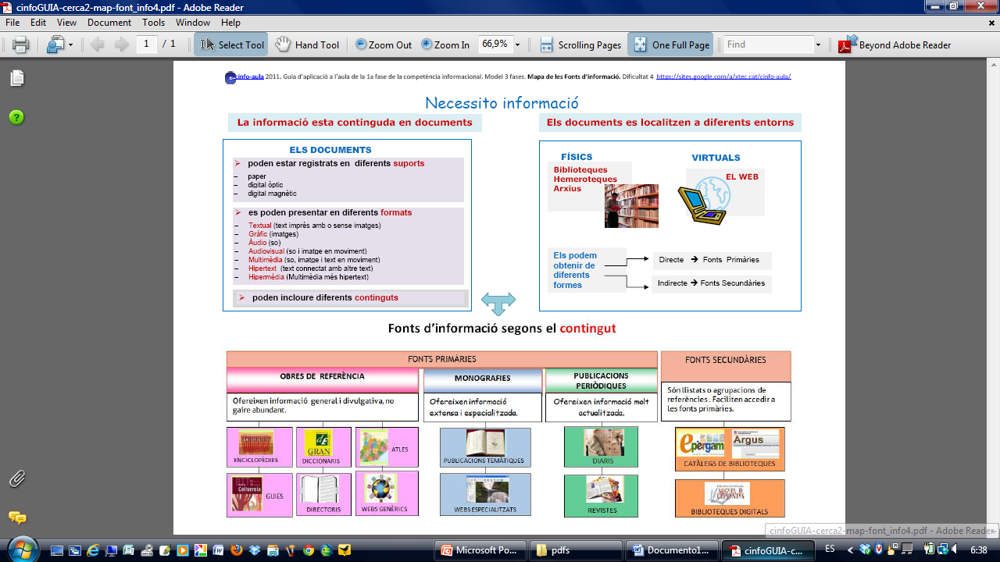 cinfoGUIA-cerca2-map-font_info4.pdf - Adobe Reader
File Edit View Document Tools Window Help
1 / 1 Select Tool Hand Tool Zoom Out Zoom In 66,9% Scrolling Pages One Full Page Find Beyond Adobe Reader
cinfo-aula 2011. Guia d'aplicació a l'aula de la 1a fase de la competència informacional. Model 3 fases. Mapa de les Fonts d'informació. Dificultat 4 https://sites.google.com/a/xtec.cat/cinfo-aula/
Necessito informació
La informació esta continguda en documents
ELS DOCUMENTS
poden estar registrats en diferents suports
– paper
– digital òptic
– digital magnètic
es poden presentar en diferents formats
– Textual (text imprès amb o sense imatges)
– Gràfic (imatges)
– Àudio (so)
– Audiovisual (so i imatge en moviment)
– Multimèdia (so, imatge i text en moviment)
– Hipertext (text connectat amb altre text)
– Hipermèdia (Multimèdia més hipertext)
poden incloure diferents continguts
Els documents es localitzen a diferents entorns
FÍSICS
Biblioteques
Hemeroteques
Arxius
VIRTUALS
EL WEB
Els podem
obtenir de
diferents
formes
Directe → Fonts Primàries
Indirecte → Fonts Secundàries
Fonts d'informació segons el contingut
FONTS PRIMÀRIES
OBRES DE REFERÈNCIA
Ofereixen informació general i divulgativa, no
gaire abundant.
ENCICLOPÈDIES
GRAN
DICCIONARIS
ATLES
Collserola
GUIES
DIRECTORIS
WEBS GENÈRICS
MONOGRAFIES
Ofereixen informació
extensa i especialitzada.
PUBLICACIONS TEMÀTIQUES
WEBS ESPECIALITZATS
PUBLICACIONS
PERIÒDIQUES
Ofereixen informació molt
actualitzada.
DIARIS
REVISTES
FONTS SECUNDÀRIES
Són llistats o agrupacions de
referències . Faciliten accedir a
les fonts primàries.
epèrgam
Argus
CATÀLEGS DE BIBLIOTEQUES
MIGUEL DE
CERVANTES
BIBLIOTEQUES DIGITALS
cinfoGUIA-cerca2-map-font_info4.pdf - Adobe Reader
Microsoft Po... pdfs Documento1... cinfoGUIA-c... ES 6:38